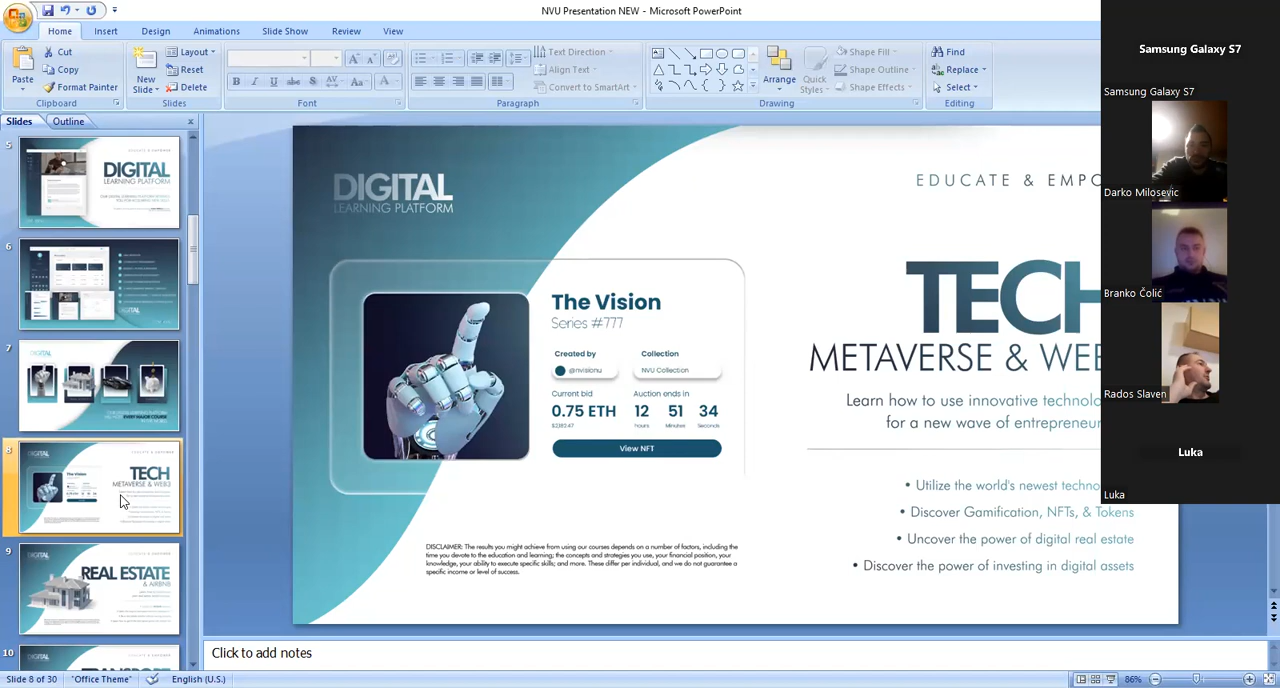 NVU Presentation NEW - Microsoft PowerPoint
Home
Insert
Design
Animations
Slide Show
Review
View
Paste
Cut
Copy
Format Painter
Clipboard
New
Slide
Layout
Reset
Delete
Slides
Font
Text Direction
Align Text
Convert to SmartArt
Paragraph
Arrange
Quick
Styles
Shape Fill
Shape Outline
Shape Effects
Drawing
Find
Replace
Select
Editing
Slides
Outline
5
DIGITAL
LEARNING PLATFORM
6
DIGITAL
7
DIGITAL
8
The Vision
TECH
METAVERSE & WEB3
9
DIGITAL
REAL ESTATE
& AIRBNB
10
DIGITAL
DIGITAL
LEARNING PLATFORM
EDUCATE & EMPO
The Vision
Series #777
Created by
Collection
@nvisionu
NVU Collection
Current bid
Auction ends in
0.75 ETH
12
51
34
Hours
Minutes
Seconds
View NFT
TECH
METAVERSE & WE
Learn how to use innovative technolo
for a new wave of entrepreneur
• Utilize the world's newest techno
• Discover Gamification, NFTs, & Tokens
• Uncover the power of digital real estate
• Discover the power of investing in digital assets
DISCLAIMER: The results you might achieve from using our courses depends on a number of factors, including the
time you devote to the education and learning; the concepts and strategies you use, your financial position, your
knowledge, your ability to execute specific skills; and more. These differ per individual, and we do not guarantee a
specific income or level of success.
Click to add notes
Slide 8 of 30
"Office Theme"
English (U.S.)
86%
Samsung Galaxy S7
Samsung Galaxy S7
Darko Milosevic
Branko Čolić
Rados Slaven
Luka
Luka